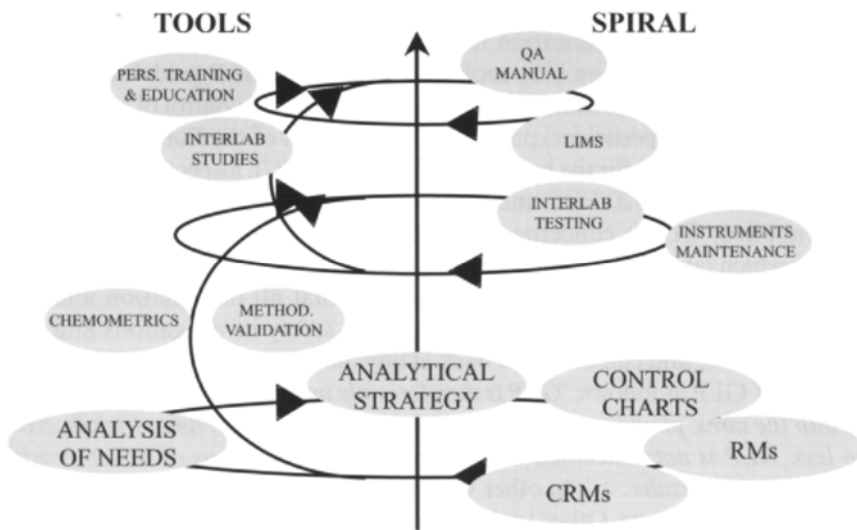 TOOLS
SPIRAL
QA
MANUAL
PERS. TRAINING
& EDUCATION
INTERLAB
STUDIES
LIMS
INTERLAB
TESTING
INSTRUMENTS
MAINTENANCE
CHEMOMETRICS
METHOD.
VALIDATION
ANALYTICAL
STRATEGY
CONTROL
CHARTS
ANALYSIS
OF NEEDS
RMs
CRMs